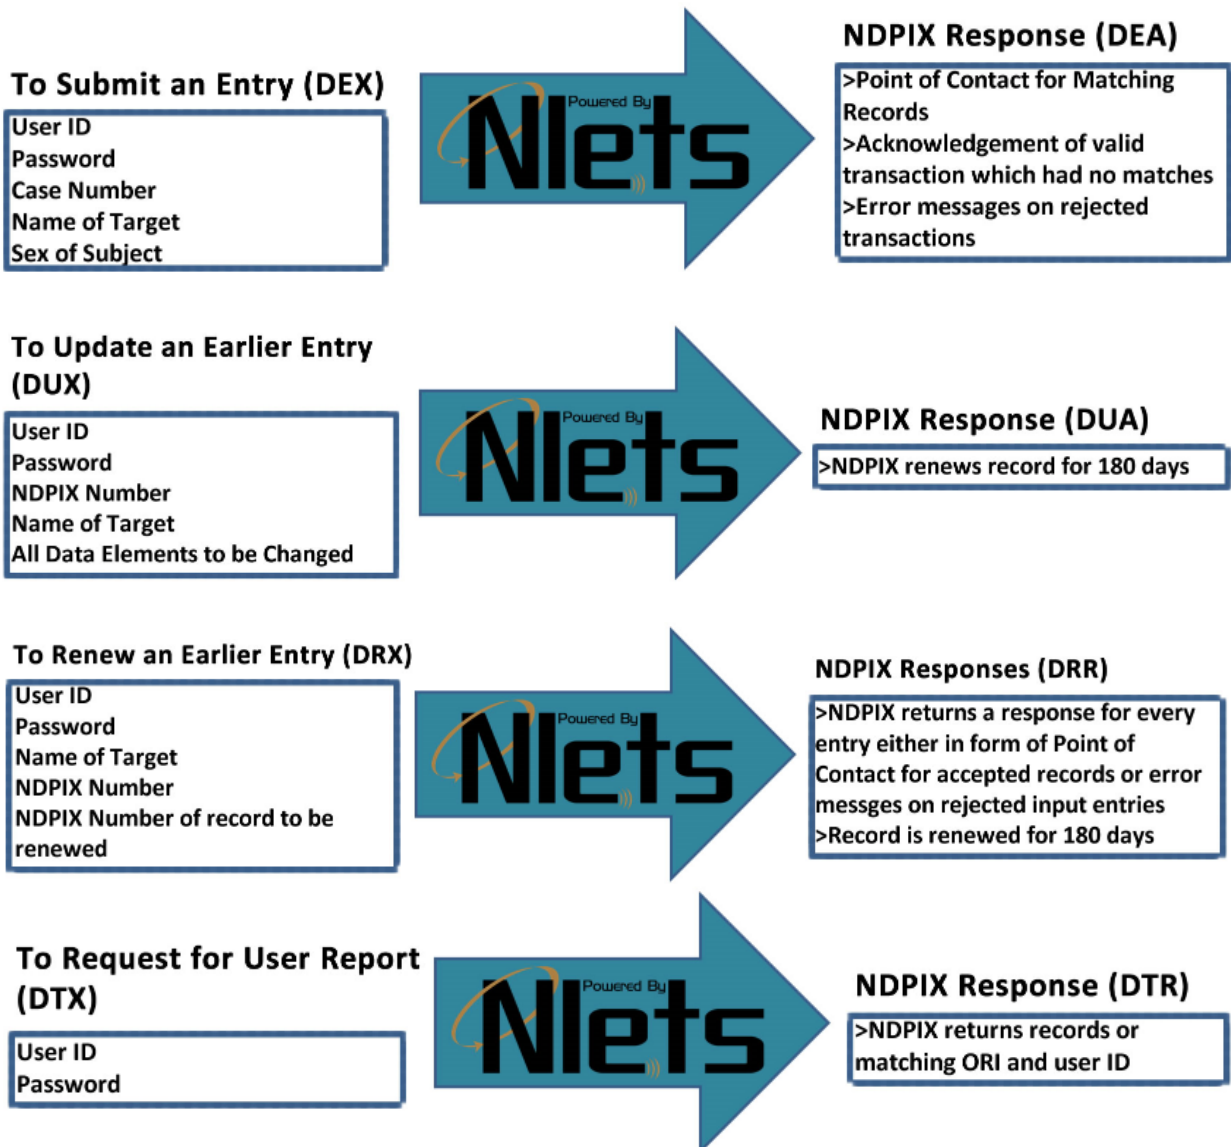 To Submit an Entry (DEX)
User ID
Password
Case Number
Name of Target
Sex of Subject
Powered By
Nlets
NDPIX Response (DEA)
>Point of Contact for Matching
Records
>Acknowledgement of valid
transaction which had no matches
>Error messages on rejected
transactions
To Update an Earlier Entry
(DUX)
User ID
Password
NDPIX Number
Name of Target
All Data Elements to be Changed
Powered By
Nlets
NDPIX Response (DUA)
>NDPIX renews record for 180 days
To Renew an Earlier Entry (DRX)
User ID
Password
Name of Target
NDPIX Number
NDPIX Number of record to be
renewed
Powered By
Nlets
NDPIX Responses (DRR)
>NDPIX returns a response for every
entry either in form of Point of
Contact for accepted records or error
messges on rejected input entries
>Record is renewed for 180 days
To Request for User Report
(DTX)
User ID
Password
Powered By
Nlets
NDPIX Response (DTR)
>NDPIX returns records or
matching ORI and user ID